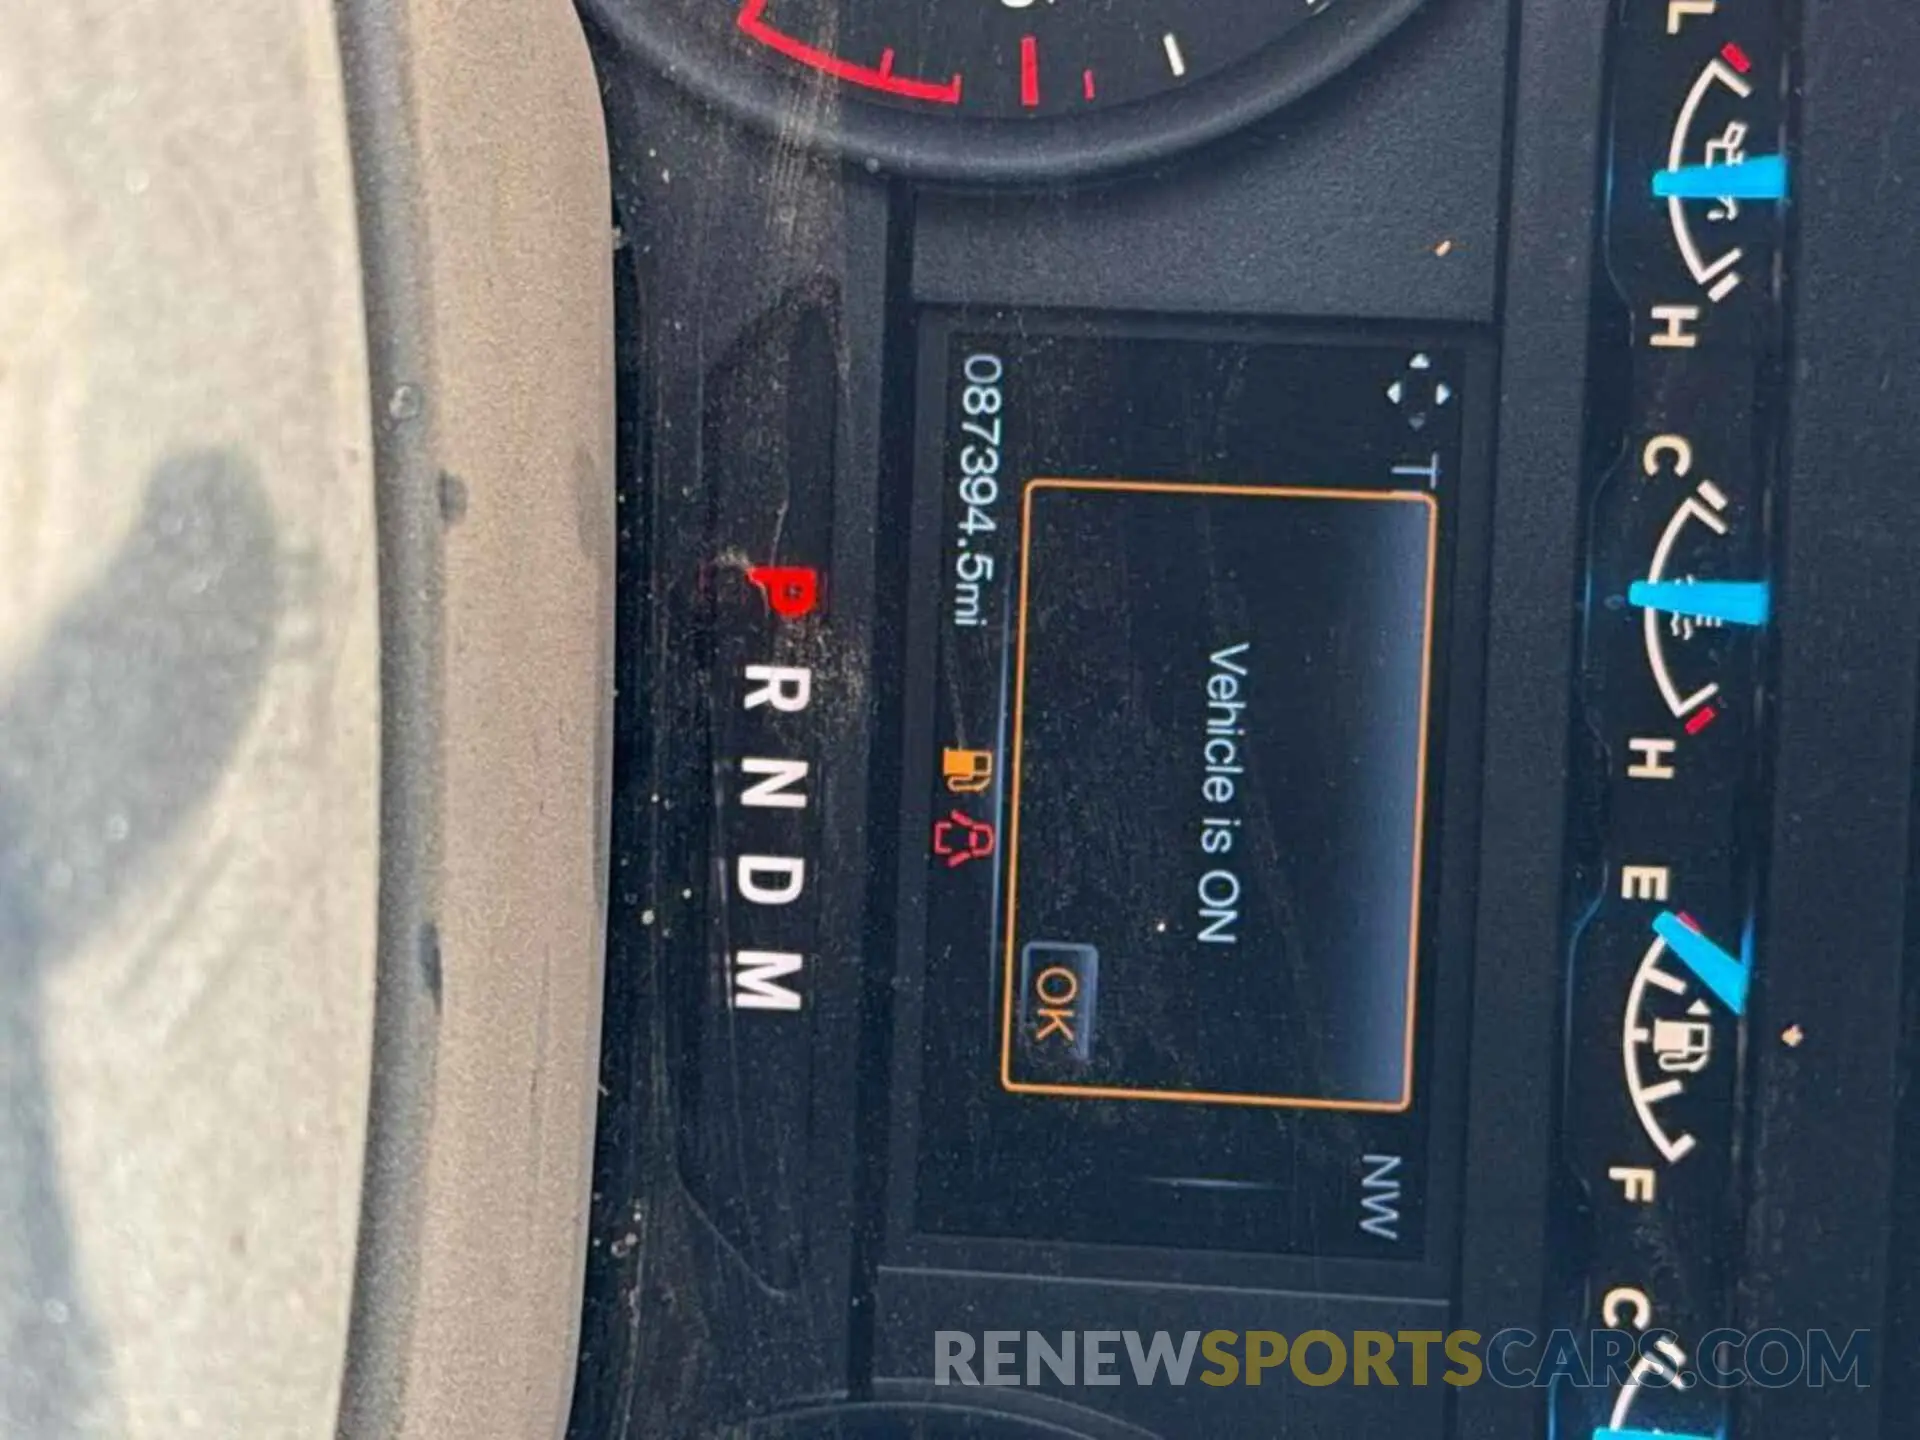 L H
C H
E F
C
T NW
Vehicle is ON
OK
087394.5mi
P R N D M
RENEWSPORTSCARS.COM